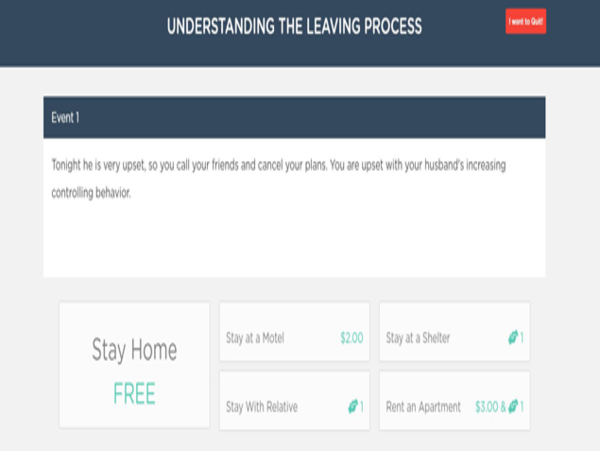 UNDERSTANDING THE LEAVING PROCESS
I want to Quit!
Event 1
Tonight he is very upset, so you call your friends and cancel your plans. You are upset with your husband's increasing
controlling behavior.
Stay Home
FREE
Stay at a Motel $2.00
Stay at a Shelter 1
Stay With Relative 1
Rent an Apartment $3.00 & 1